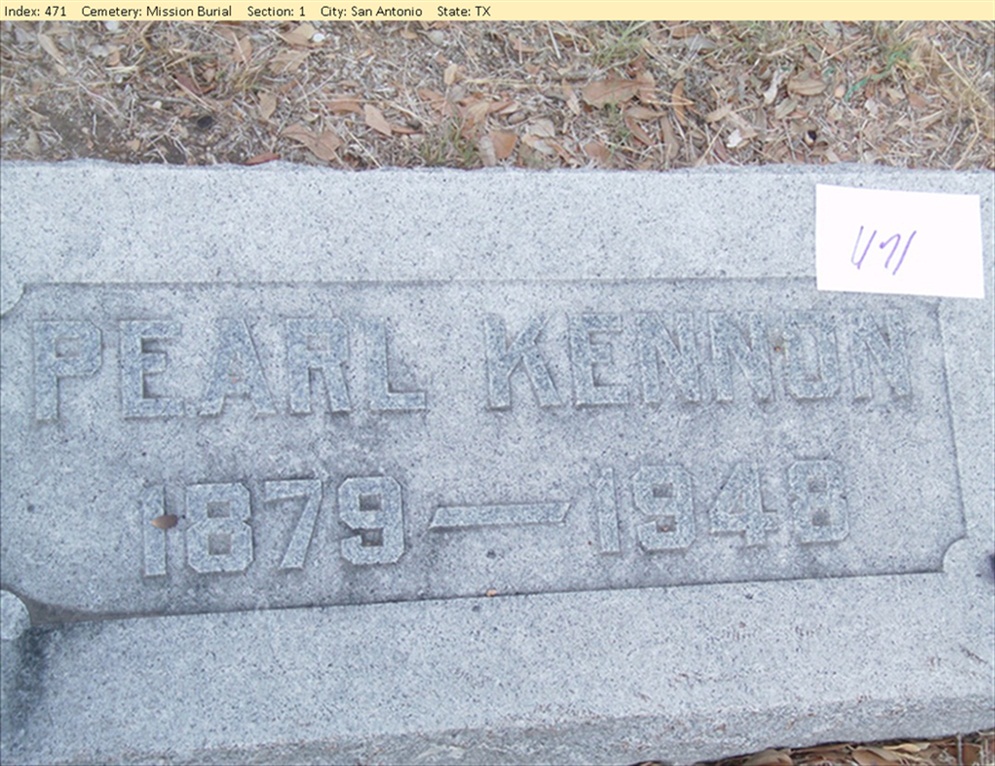 Index: 471 Cemetery: Mission Burial Section: 1 City: San Antonio State: TX
471
PEARL KENNON
1879 — 1948